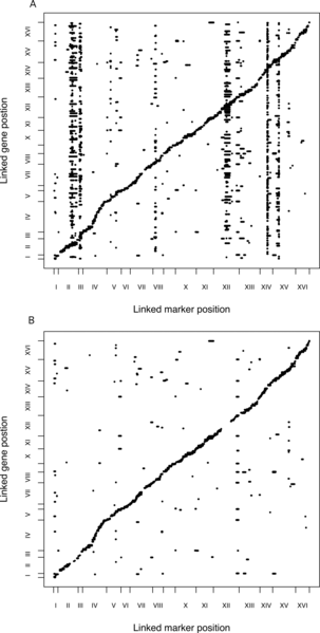 A
Linked gene position
XVI
XV
XIV
XIII
XII
XI
X
VIII
VII
V
IV
III
II
I
I II III IV V VI VII VIII X XI XII XIII XIV XV XVI
Linked marker position
B
Linked gene position
XVI
XV
XIV
XIII
XII
XI
X
VIII
VII
V
IV
III
II
I
I II III IV V VI VII VIII X XI XII XIII XIV XV XVI
Linked marker position